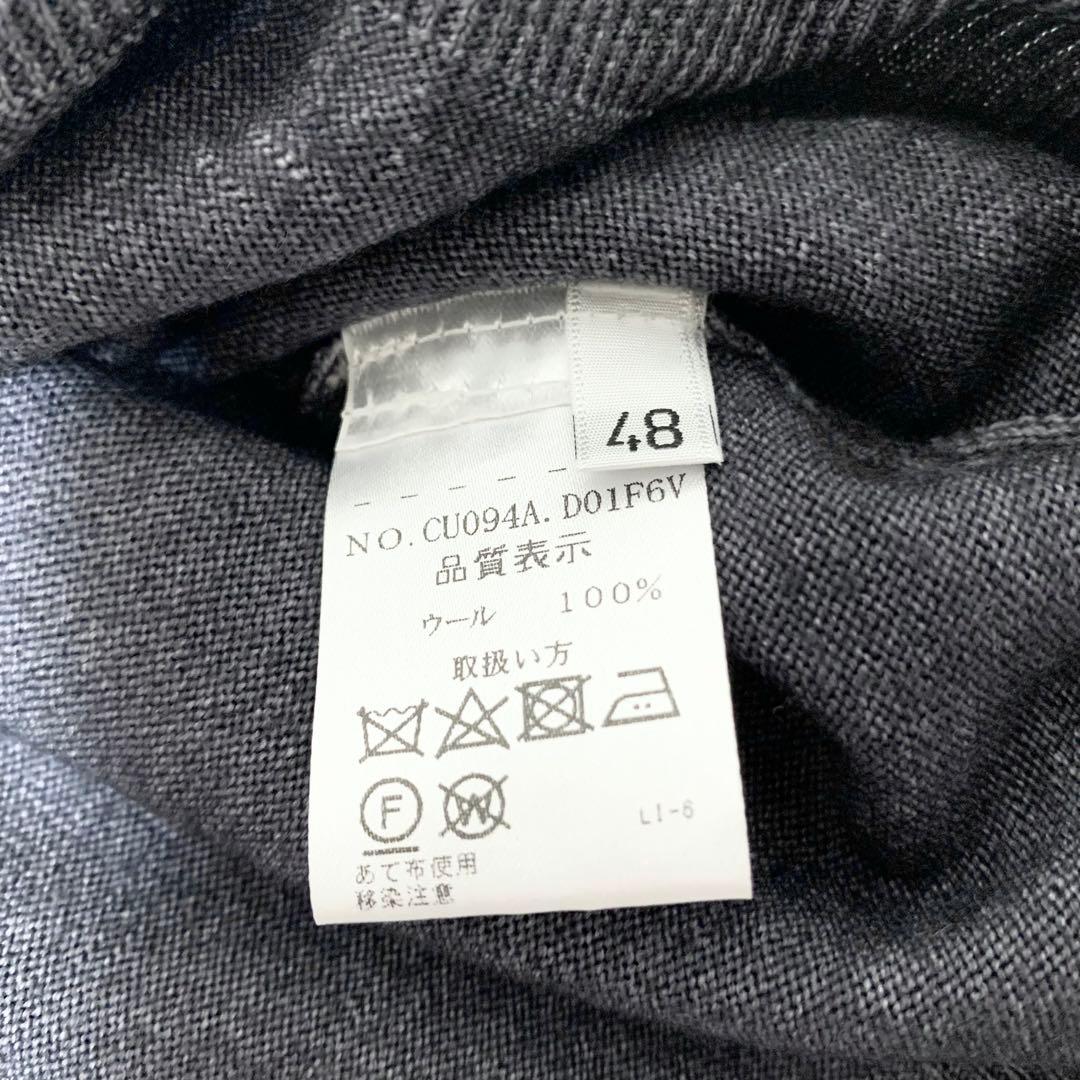 48
NO.CU094A.D01F6V
品質表示
ウール 100%
取扱い方
F W
LI-6
あて布使用
移染注意